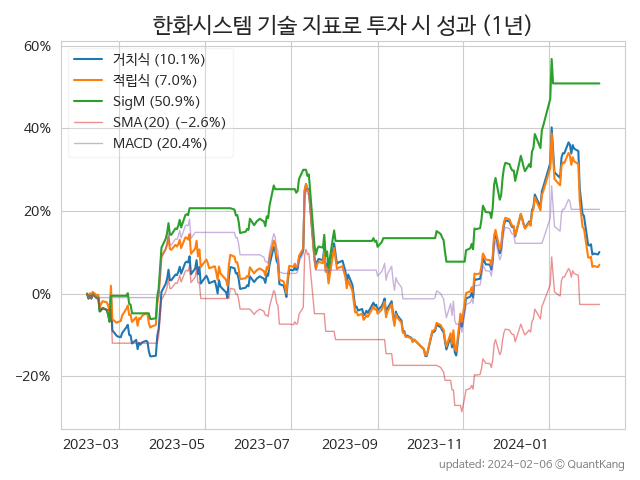 한화시스템 기술 지표로 투자 시 성과 (1년)
60%
40%
20%
0%
−20%
거치식 (10.1%)
적립식 (7.0%)
SigM (50.9%)
SMA(20) (−2.6%)
MACD (20.4%)
2023-03
2023-05
2023-07
2023-09
2023-11
2024-01
updated: 2024-02-06 © QuantKang